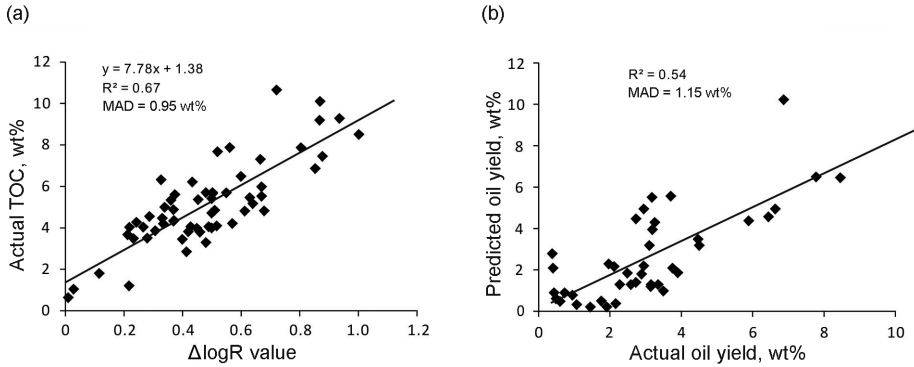 (a)
y = 7.78x + 1.38
R² = 0.67
MAD = 0.95 wt%
Actual TOC, wt%
12
10
8
6
4
2
0
0 0.2 0.4 0.6 0.8 1.0 1.2
ΔlogR value
(b)
R² = 0.54
MAD = 1.15 wt%
Predicted oil yield, wt%
12
10
8
6
4
2
0
0 2 4 6 8 10
Actual oil yield, wt%